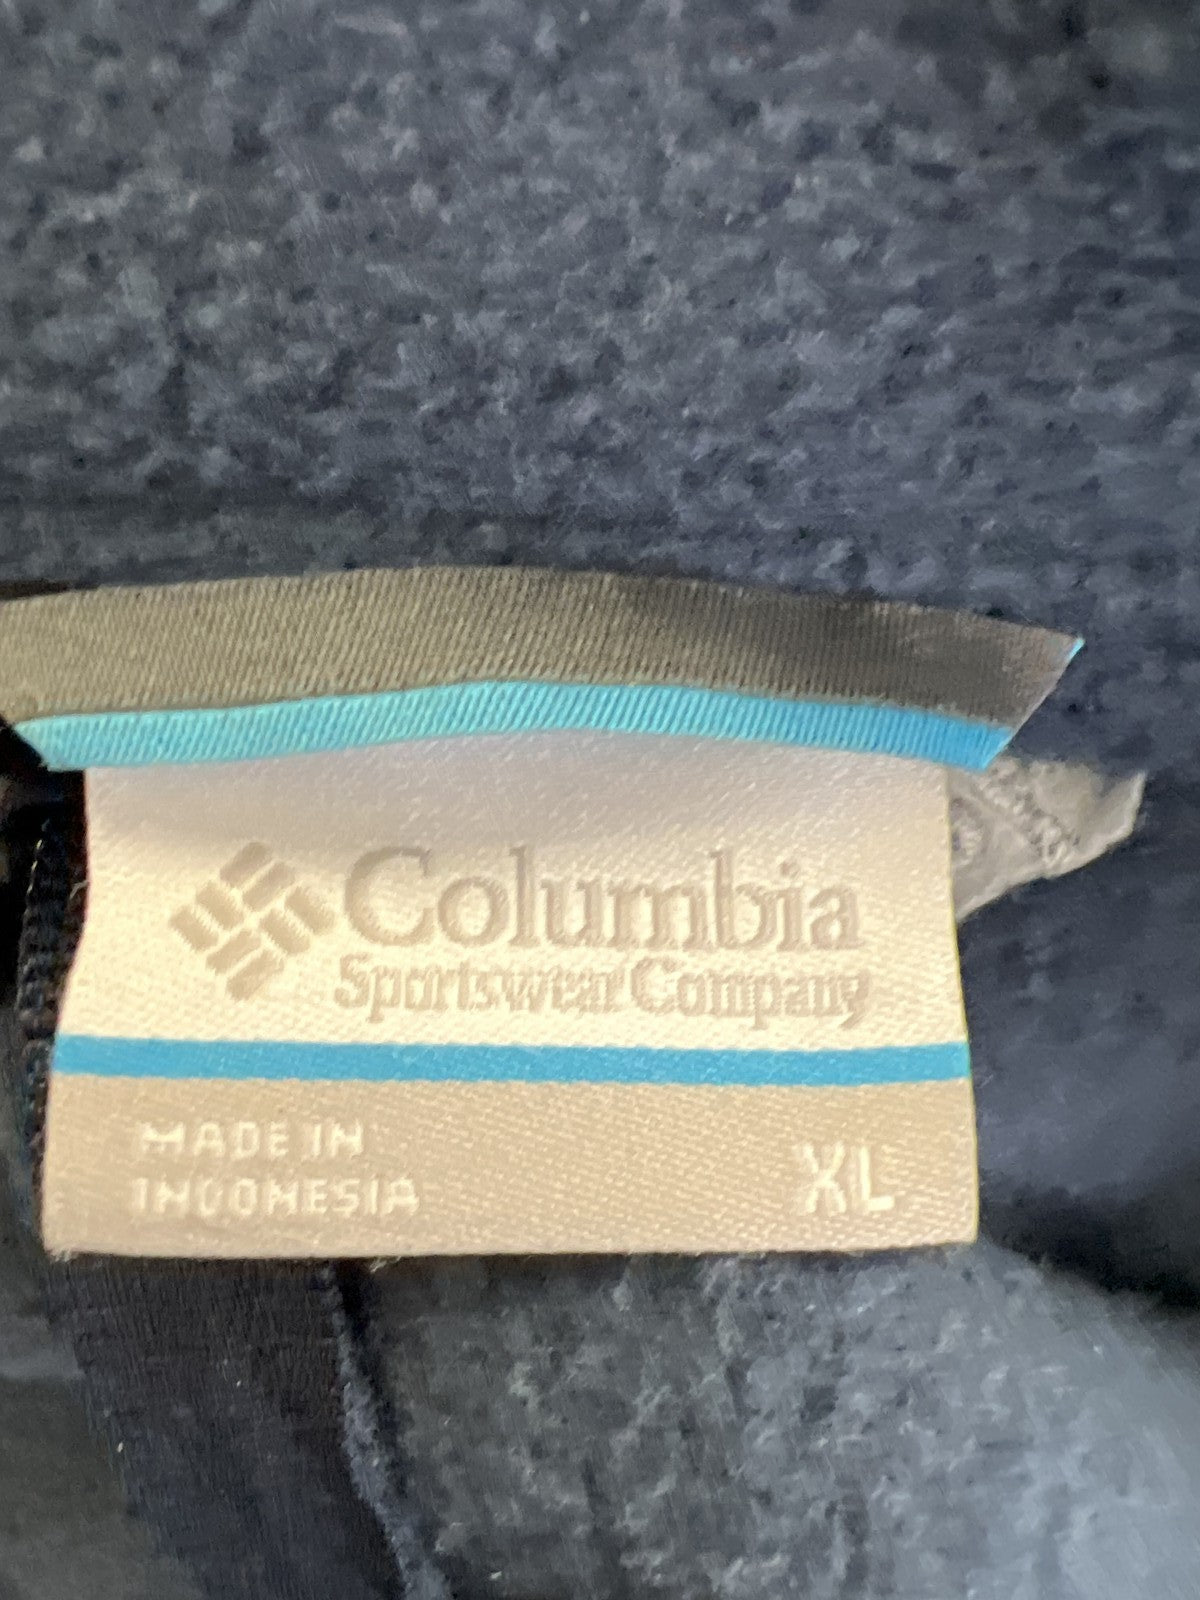 Columbia
Sportswear Company
MADE IN
INDONESIA
XL